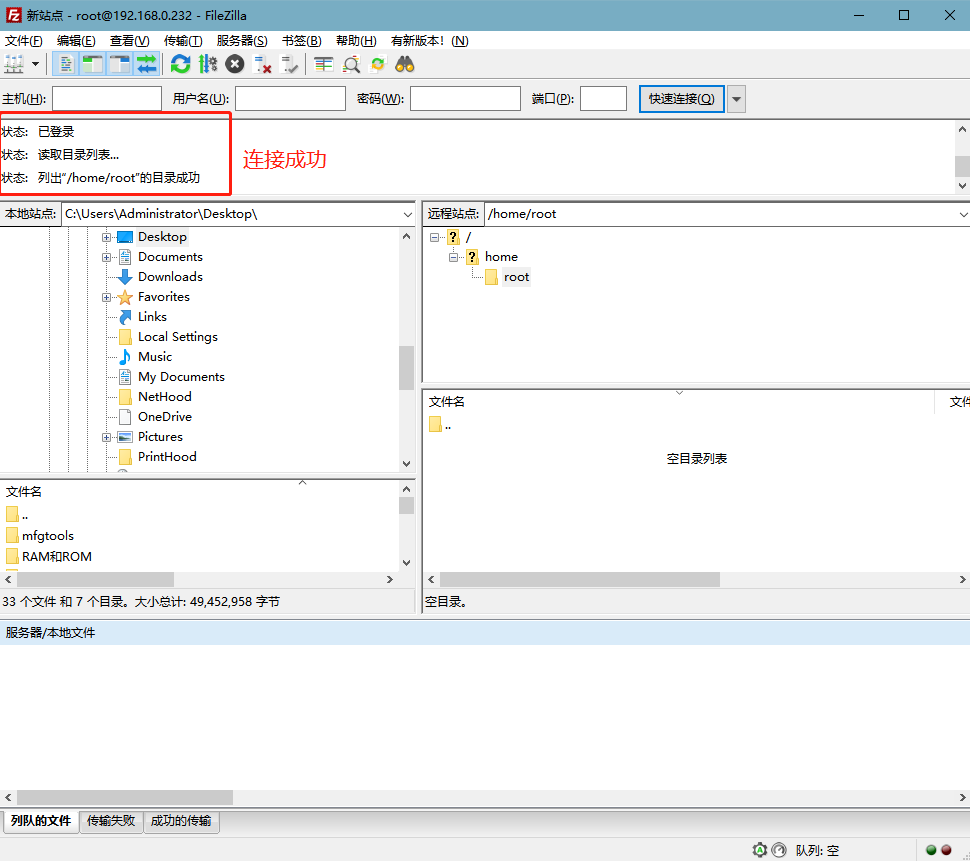 新站点 - root@192.168.0.232 - FileZilla
文件(F) 编辑(E) 查看(V) 传输(T) 服务器(S) 书签(B) 帮助(H) 有新版本! (N)
主机(H): 用户名(U): 密码(W): 端口(P): 快速连接(Q)
状态: 已登录
状态: 读取目录列表...
状态: 列出“/home/root”的目录成功
连接成功
本地站点: C:\Users\Administrator\Desktop\
Desktop
Documents
Downloads
Favorites
Links
Local Settings
Music
My Documents
NetHood
OneDrive
Pictures
PrintHood
文件名
..
mfgtools
RAM和ROM
33 个文件 和 7 个目录。大小总计: 49,452,958 字节
远程站点: /home/root
/
home
root
文件名 文件
..
空目录列表
空目录。
服务器/本地文件
列队的文件 传输失败 成功的传输
队列: 空